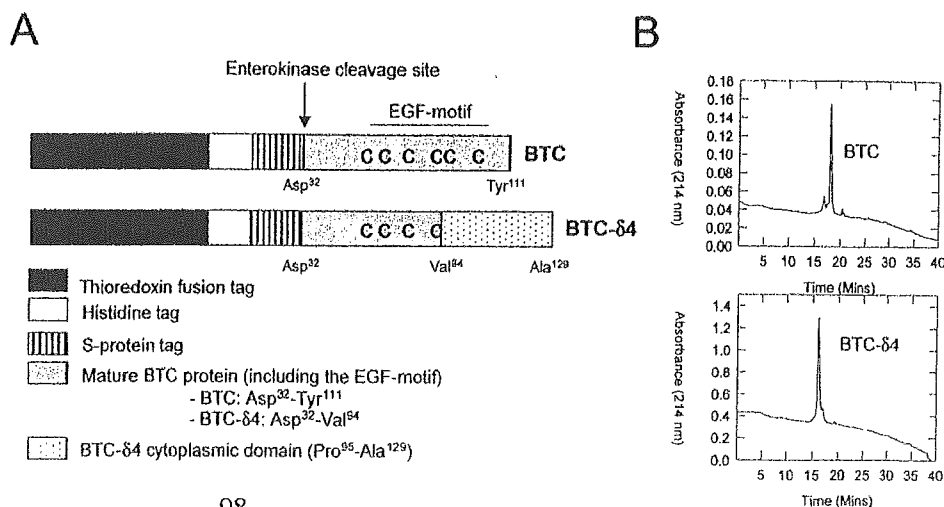 A
Enterokinase cleavage site
EGF-motif
C C C CC C
BTC
Asp³² Tyr¹¹¹
C C C C
BTC-δ4
Asp³² Val⁹⁴ Ala¹²⁹
Thioredoxin fusion tag
Histidine tag
S-protein tag
Mature BTC protein (including the EGF-motif)
- BTC: Asp³²-Tyr¹¹¹
- BTC-δ4: Asp³²-Val⁹⁴
BTC-δ4 cytoplasmic domain (Pro⁹⁵-Ala¹²⁹)
B
Absorbance (214 nm)
0.18
0.16
0.14
0.12
0.10
0.08
0.06
0.04
0.02
0.00
BTC
5 10 15 20 25 30 35 40
Time (Mins)
Absorbance (214 nm)
1.4
1.2
1.0
0.8
0.6
0.4
0.2
0.0
BTC-δ4
5 10 15 20 25 30 35 40
Time (Mins)